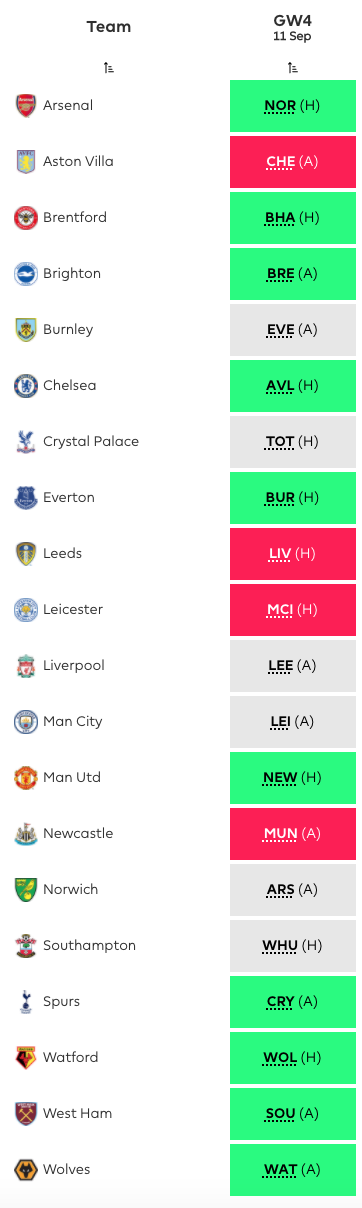 Team GW4
11 Sep
Arsenal NOR (H)
Aston Villa CHE (A)
Brentford BHA (H)
Brighton BRE (A)
Burnley EVE (A)
Chelsea AVL (H)
Crystal Palace TOT (H)
Everton BUR (H)
Leeds LIV (H)
Leicester MCI (H)
Liverpool LEE (A)
Man City LEI (A)
Man Utd NEW (H)
Newcastle MUN (A)
Norwich ARS (A)
Southampton WHU (H)
Spurs CRY (A)
Watford WOL (H)
West Ham SOU (A)
Wolves WAT (A)